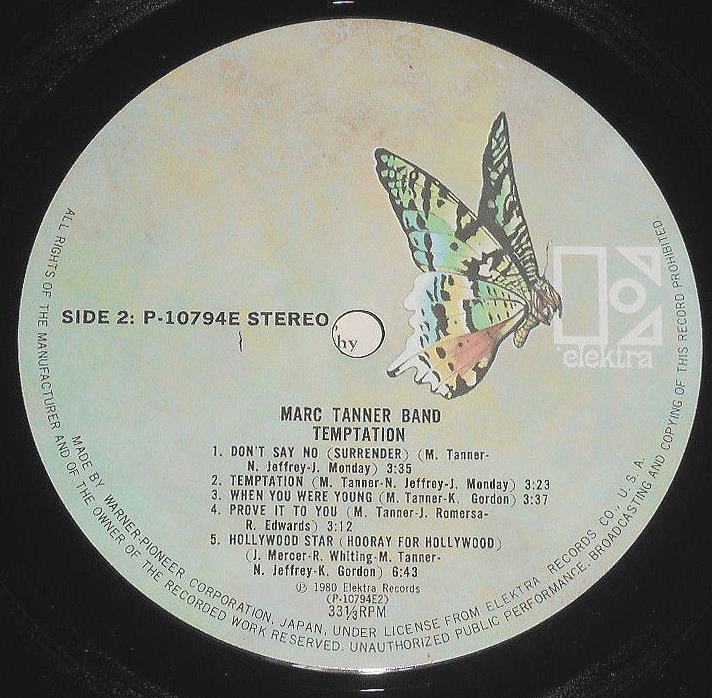 SIDE 2: P-10794E STEREO
hy
elektra
MARC TANNER BAND
TEMPTATION
1. DON'T SAY NO (SURRENDER) (M. Tanner-
N. Jeffrey-J. Monday) 3:35
2. TEMPTATION (M. Tanner-N. Jeffrey-J. Monday) 3:23
3. WHEN YOU WERE YOUNG (M. Tanner-K. Gordon) 3:37
4. PROVE IT TO YOU (M. Tanner-J. Romersa-
R. Edwards) 3:12
5. HOLLYWOOD STAR (HOORAY FOR HOLLYWOOD)
(J. Mercer-R. Whiting-M. Tanner-
N. Jeffrey-K. Gordon) 6:43
Ⓟ 1980 Elektra Records
(P-10794E2)
33⅓RPM
MADE BY WARNER-PIONEER CORPORATION, JAPAN, UNDER LICENSE FROM ELEKTRA RECORDS CO., U.S.A.
ALL RIGHTS OF THE MANUFACTURER AND OF THE OWNER OF THE RECORDED WORK RESERVED. UNAUTHORIZED PUBLIC PERFORMANCE, BROADCASTING AND COPYING OF THIS RECORD PROHIBITED.